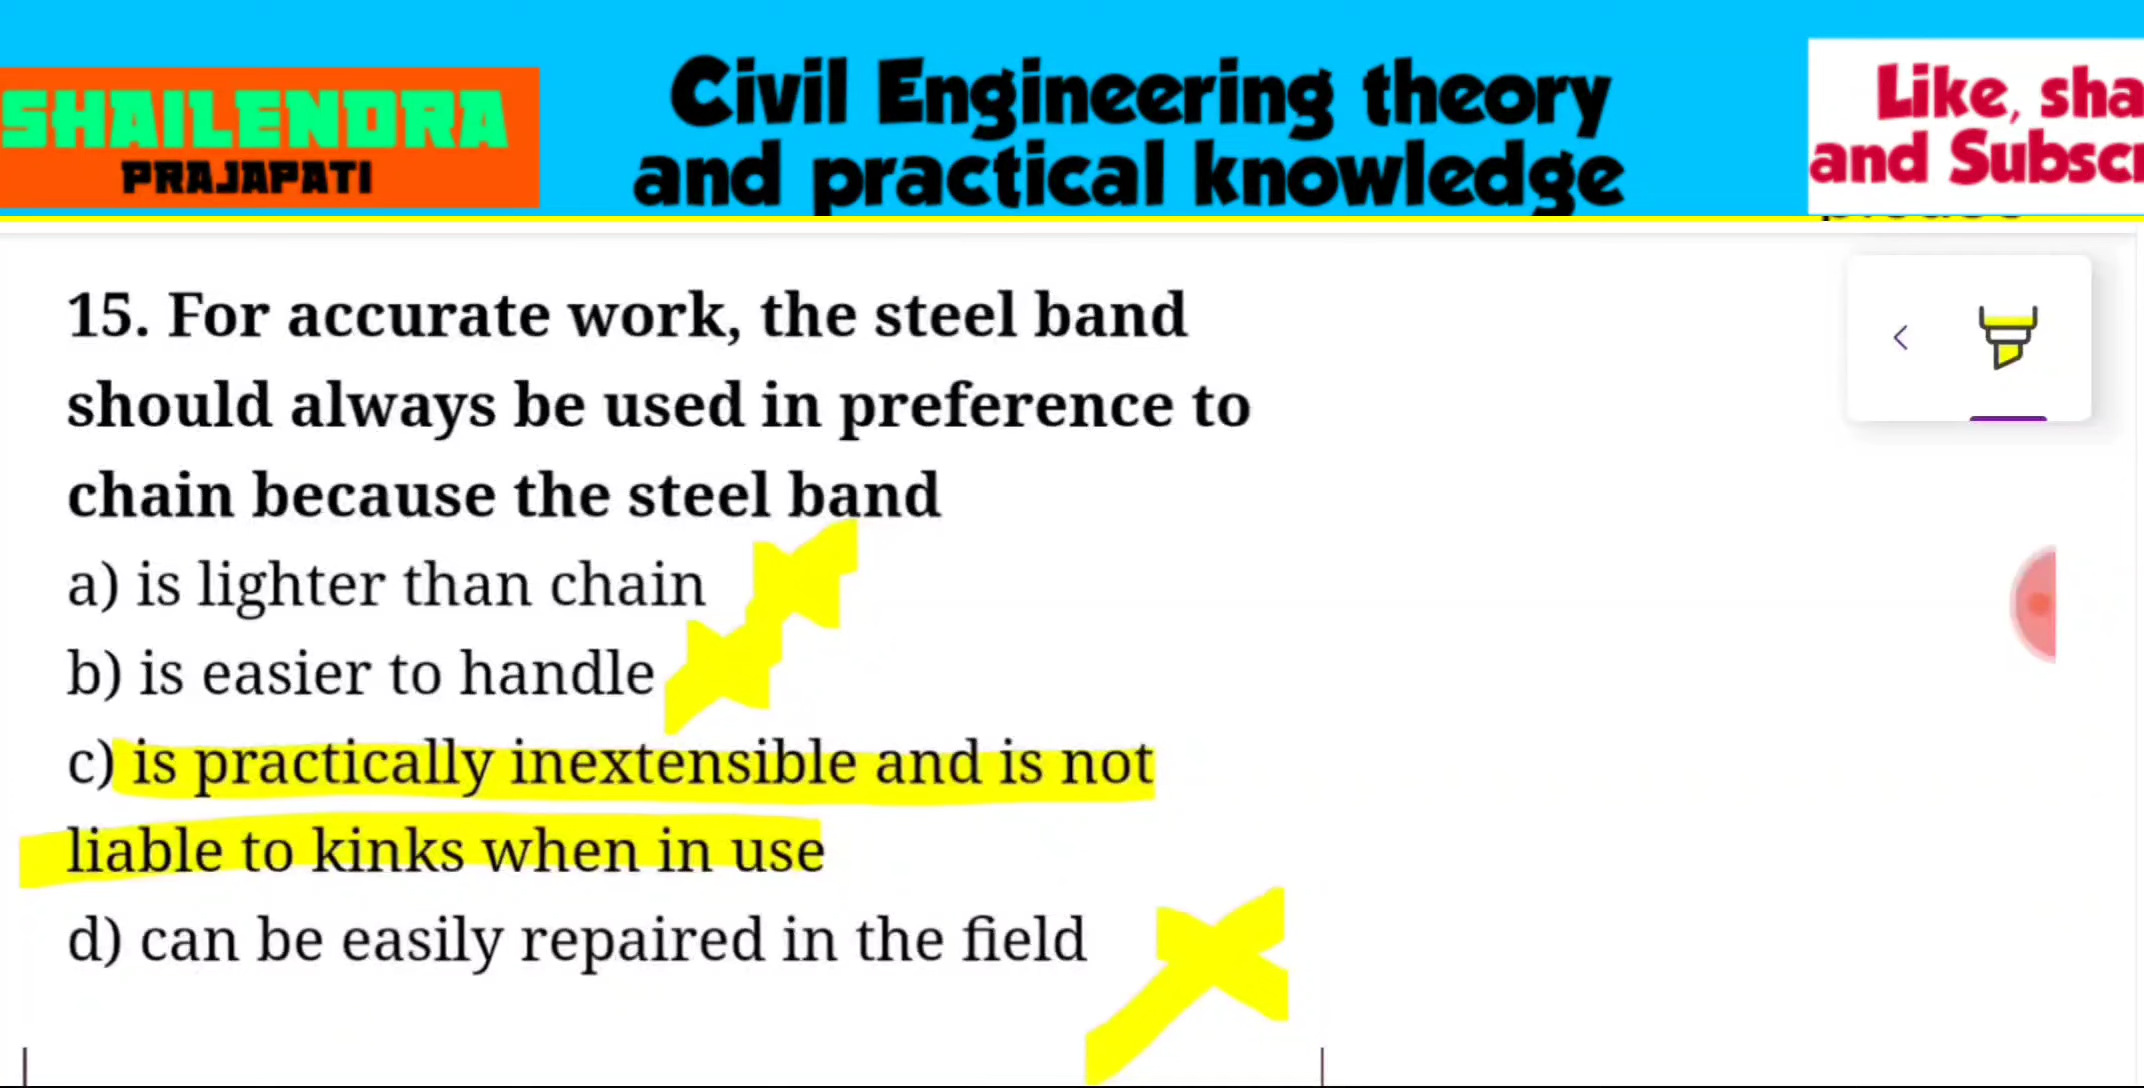 SHAILENDRA
PRAJAPATI
Civil Engineering theory
and practical knowledge
Like, sha
and Subscr
15. For accurate work, the steel band
should always be used in preference to
chain because the steel band
a) is lighter than chain
b) is easier to handle
c) is practically inextensible and is not
liable to kinks when in use
d) can be easily repaired in the field